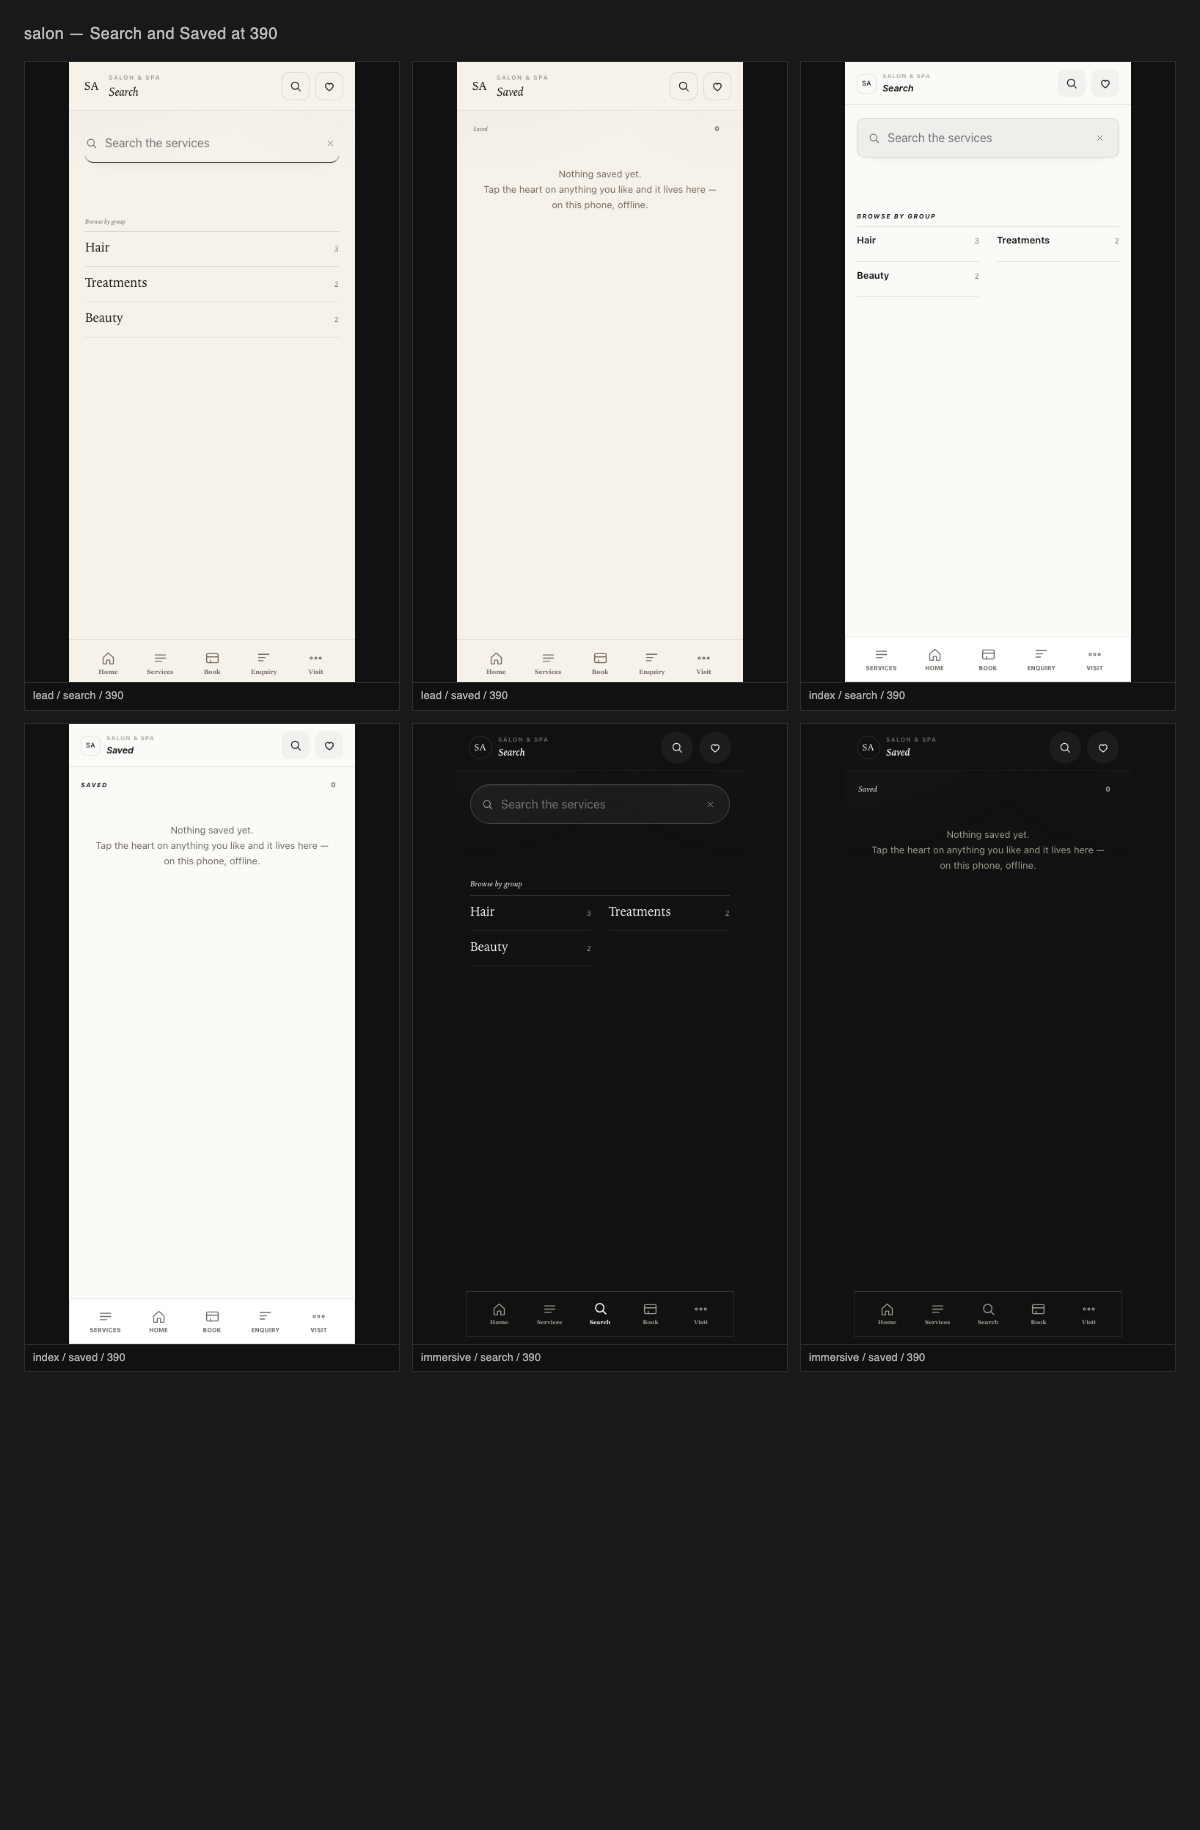 salon — Search and Saved at 390
SA
SALON & SPA
Search
Search the services
Browse by group
Hair 3
Treatments 2
Beauty 2
Home Services Book Enquiry Visit
lead / search / 390
SA
SALON & SPA
Saved
Saved 0
Nothing saved yet.
Tap the heart on anything you like and it lives here —
on this phone, offline.
Home Services Book Enquiry Visit
lead / saved / 390
SA
SALON & SPA
Search
Search the services
BROWSE BY GROUP
Hair 3 Treatments 2
Beauty 2
SERVICES HOME BOOK ENQUIRY VISIT
index / search / 390
SA
SALON & SPA
Saved
SAVED 0
Nothing saved yet.
Tap the heart on anything you like and it lives here —
on this phone, offline.
SERVICES HOME BOOK ENQUIRY VISIT
index / saved / 390
SA
SALON & SPA
Search
Search the services
Browse by group
Hair 3 Treatments 2
Beauty 2
Home Services Search Book Visit
immersive / search / 390
SA
SALON & SPA
Saved
Saved 0
Nothing saved yet.
Tap the heart on anything you like and it lives here —
on this phone, offline.
Home Services Search Book Visit
immersive / saved / 390